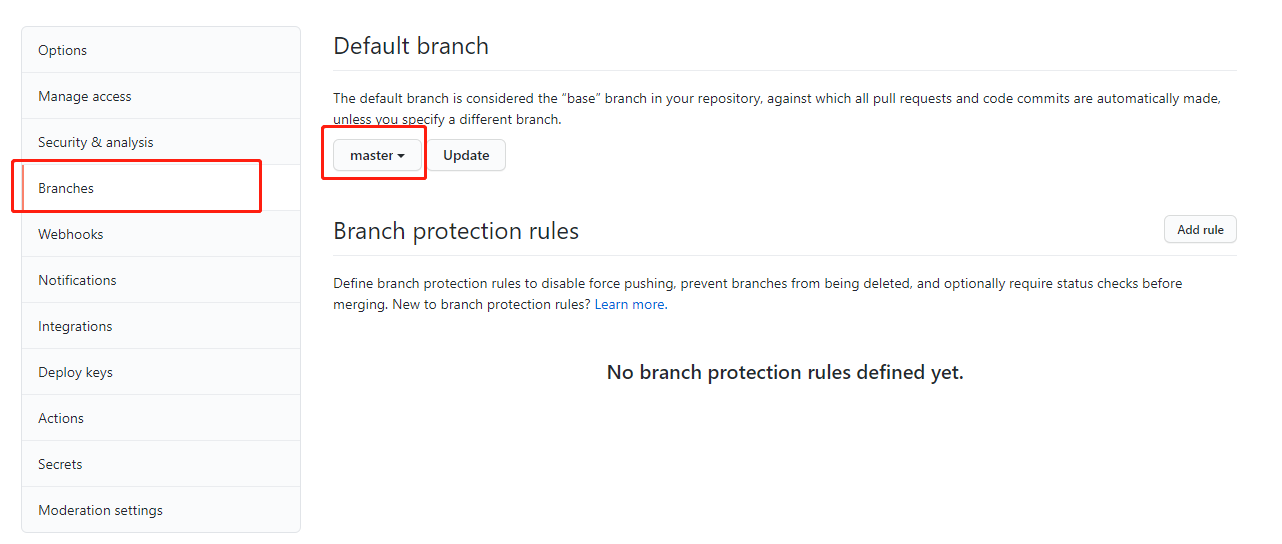 Options
Manage access
Security & analysis
Branches
Webhooks
Notifications
Integrations
Deploy keys
Actions
Secrets
Moderation settings
Default branch
The default branch is considered the “base” branch in your repository, against which all pull requests and code commits are automatically made,
unless you specify a different branch.
master
Update
Branch protection rules
Add rule
Define branch protection rules to disable force pushing, prevent branches from being deleted, and optionally require status checks before
merging. New to branch protection rules? Learn more.
No branch protection rules defined yet.